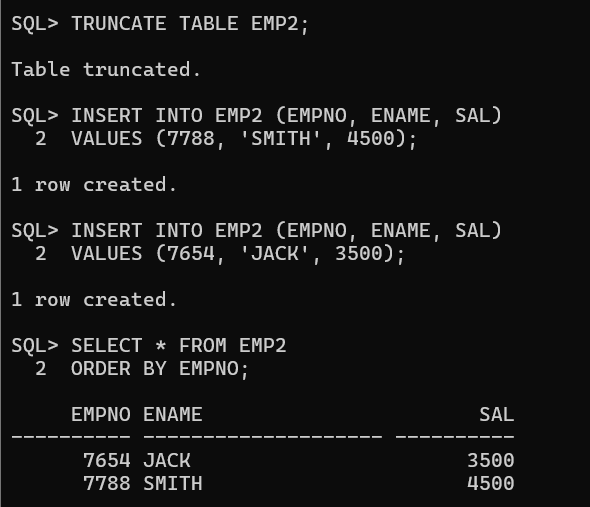 SQL> TRUNCATE TABLE EMP2;
Table truncated.
SQL> INSERT INTO EMP2 (EMPNO, ENAME, SAL)
  2  VALUES (7788, 'SMITH', 4500);
1 row created.
SQL> INSERT INTO EMP2 (EMPNO, ENAME, SAL)
  2  VALUES (7654, 'JACK', 3500);
1 row created.
SQL> SELECT * FROM EMP2
  2  ORDER BY EMPNO;
     EMPNO ENAME                       SAL
---------- -------------------- ----------
      7654 JACK                       3500
      7788 SMITH                      4500